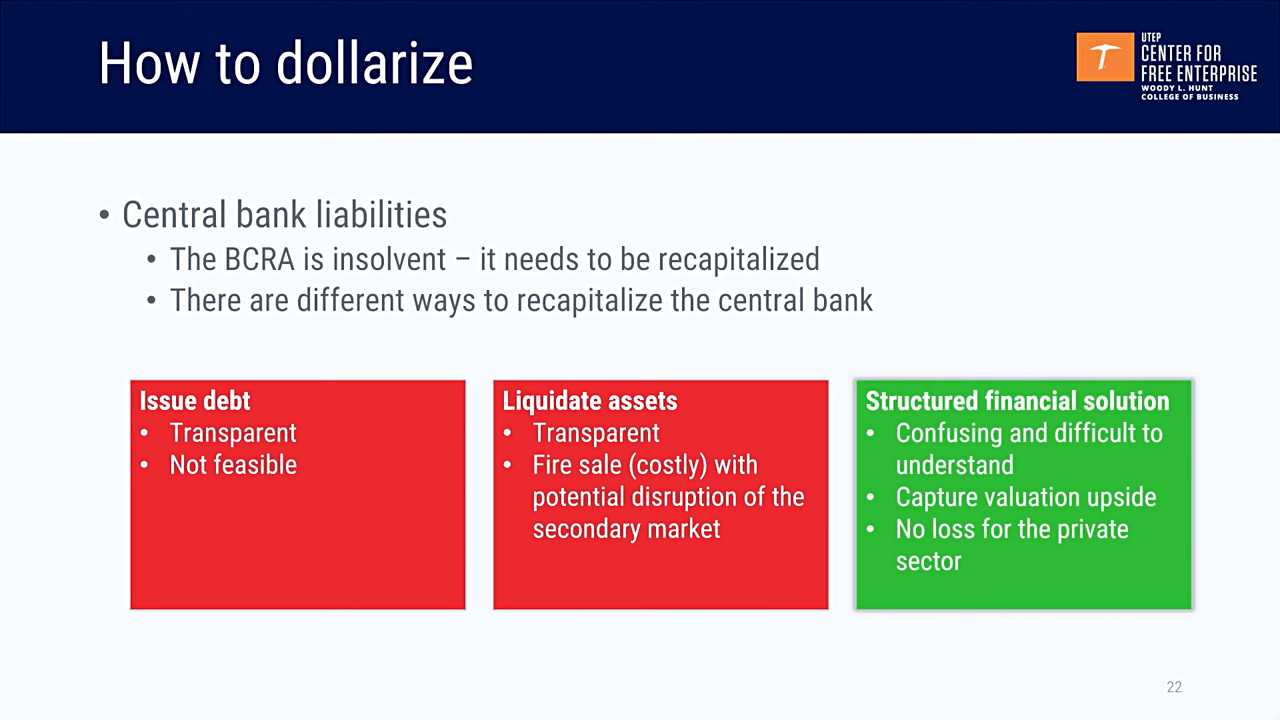 How to dollarize
UTEP
CENTER FOR
FREE ENTERPRISE
WOODY L. HUNT
COLLEGE OF BUSINESS
• Central bank liabilities
• The BCRA is insolvent – it needs to be recapitalized
• There are different ways to recapitalize the central bank
Issue debt
• Transparent
• Not feasible
Liquidate assets
• Transparent
• Fire sale (costly) with
potential disruption of the
secondary market
Structured financial solution
• Confusing and difficult to
understand
• Capture valuation upside
• No loss for the private
sector
22